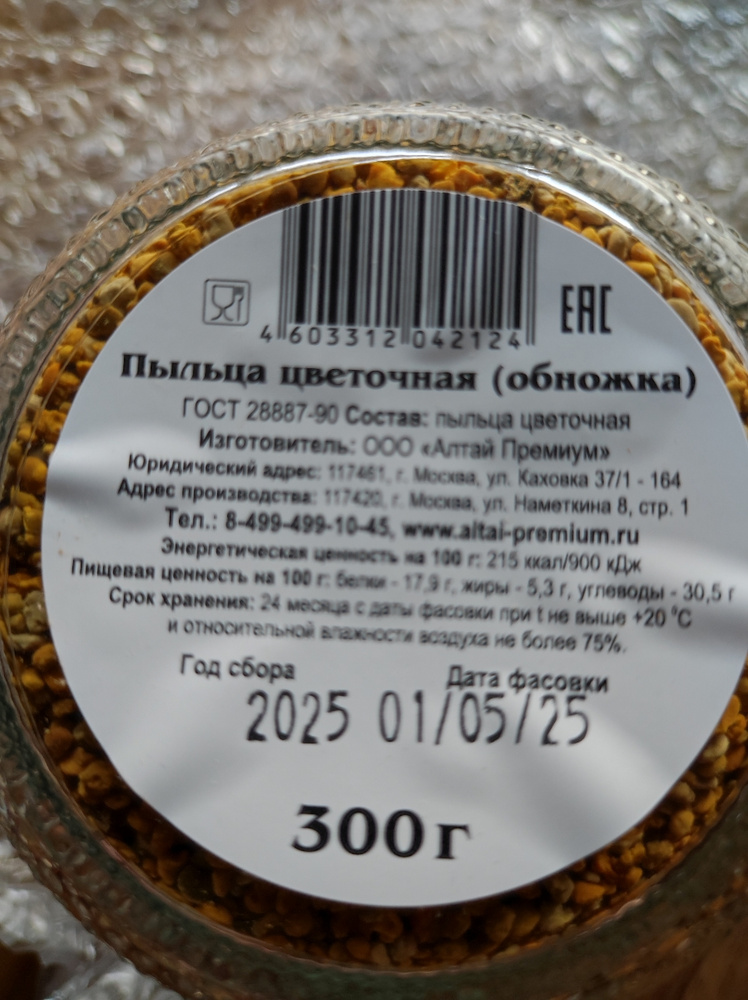 EAC
4 603312 042124
Пыльца цветочная (обножка)
ГОСТ 28887-90 Состав: пыльца цветочная
Изготовитель: ООО «Алтай Премиум»
Юридический адрес: 117461, г. Москва, ул. Каховка 37/1 - 164
Адрес производства: 117420, г. Москва, ул. Наметкина 8, стр. 1
Тел.: 8-499-499-10-45, www.altai-premium.ru
Энергетическая ценность на 100 г: 215 ккал/900 кДж
Пищевая ценность на 100 г: белки - 17,9 г, жиры - 5,3 г, углеводы - 30,5 г
Срок хранения: 24 месяца с даты фасовки при t не выше +20 °С
и относительной влажности воздуха не более 75%.
Год сбора Дата фасовки
2025 01/05/25
300 г